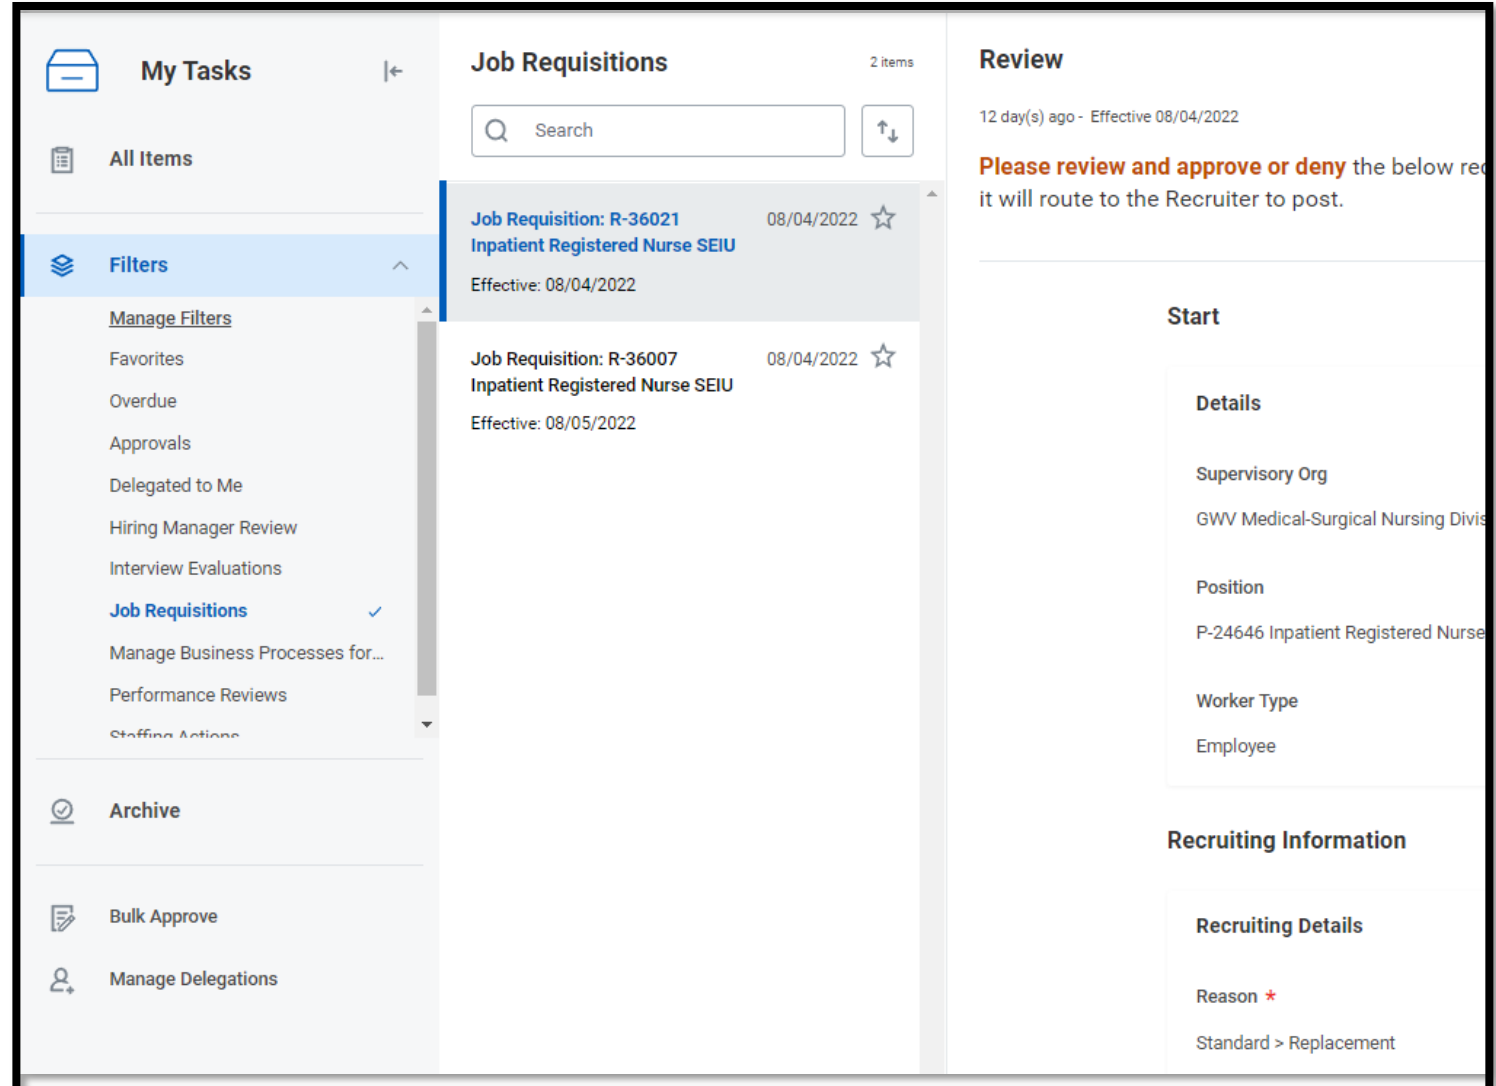 My Tasks
All Items
Filters
Manage Filters
Favorites
Overdue
Approvals
Delegated to Me
Hiring Manager Review
Interview Evaluations
Job Requisitions
Manage Business Processes for...
Performance Reviews
Staffing Actions
Archive
Bulk Approve
Manage Delegations
Job Requisitions
2 items
Search
Job Requisition: R-36021 08/04/2022
Inpatient Registered Nurse SEIU
Effective: 08/04/2022
Job Requisition: R-36007 08/04/2022
Inpatient Registered Nurse SEIU
Effective: 08/05/2022
Review
12 day(s) ago - Effective 08/04/2022
Please review and approve or deny the below
it will route to the Recruiter to post.
Start
Details
Supervisory Org
GWV Medical-Surgical Nursing
Position
P-24646 Inpatient Registered Nurse
Worker Type
Employee
Recruiting Information
Recruiting Details
Reason *
Standard > Replacement